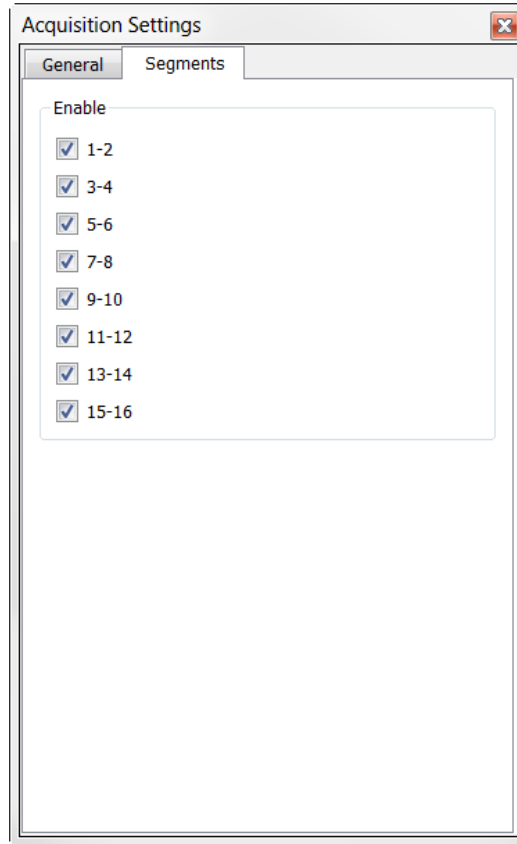 Acquisition Settings
General Segments
Enable
1-2
3-4
5-6
7-8
9-10
11-12
13-14
15-16